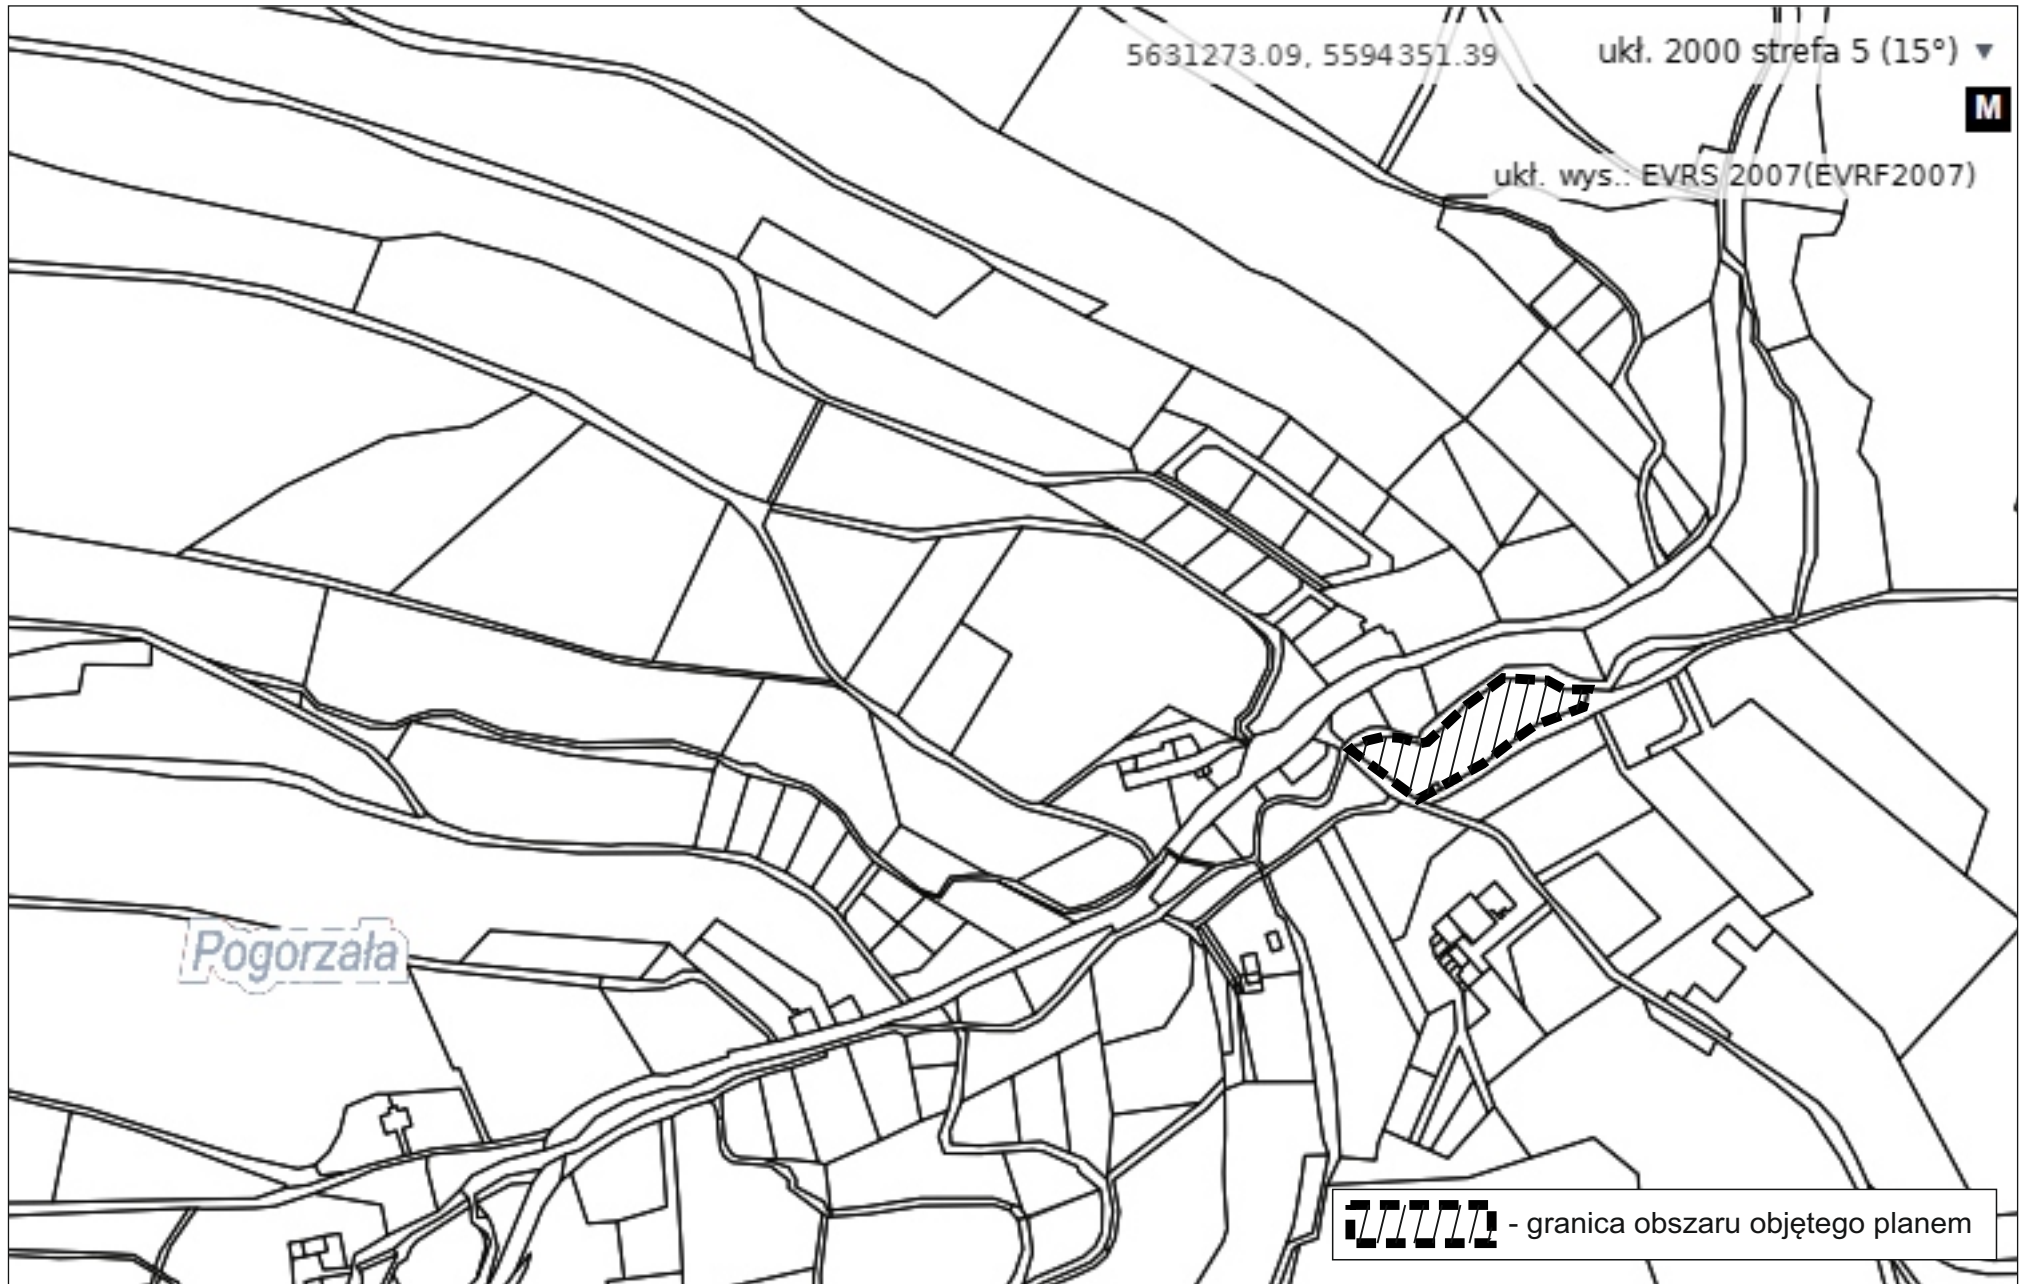 5631273.09, 5594351.39
ukł. 2000 strefa 5 (15°) ▼
M
ukł. wys.: EVRS 2007(EVRF2007)
Pogorzała
- granica obszaru objętego planem